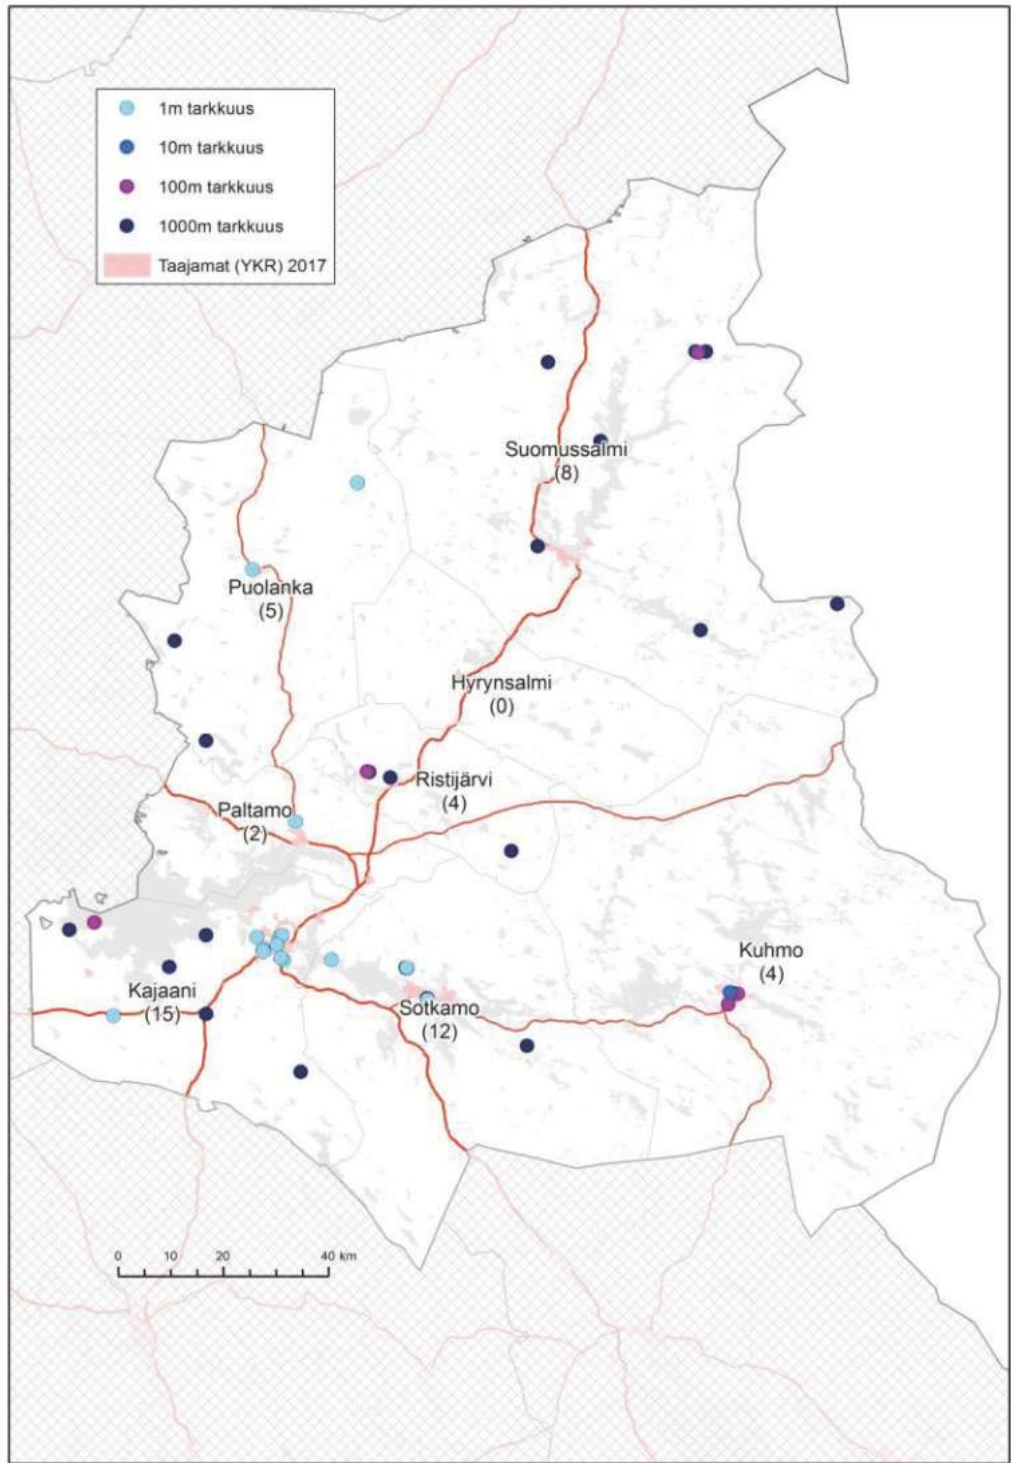 1m tarkkuus
10m tarkkuus
100m tarkkuus
1000m tarkkuus
Taajamat (YKR) 2017
Suomussalmi
(8)
Puolanka
(5)
Hyrynsalmi
(0)
Ristijärvi
(4)
Paltamo
(2)
Kuhmo
(4)
Kajaani
(15)
Sotkamo
(12)
0 10 20 40 km